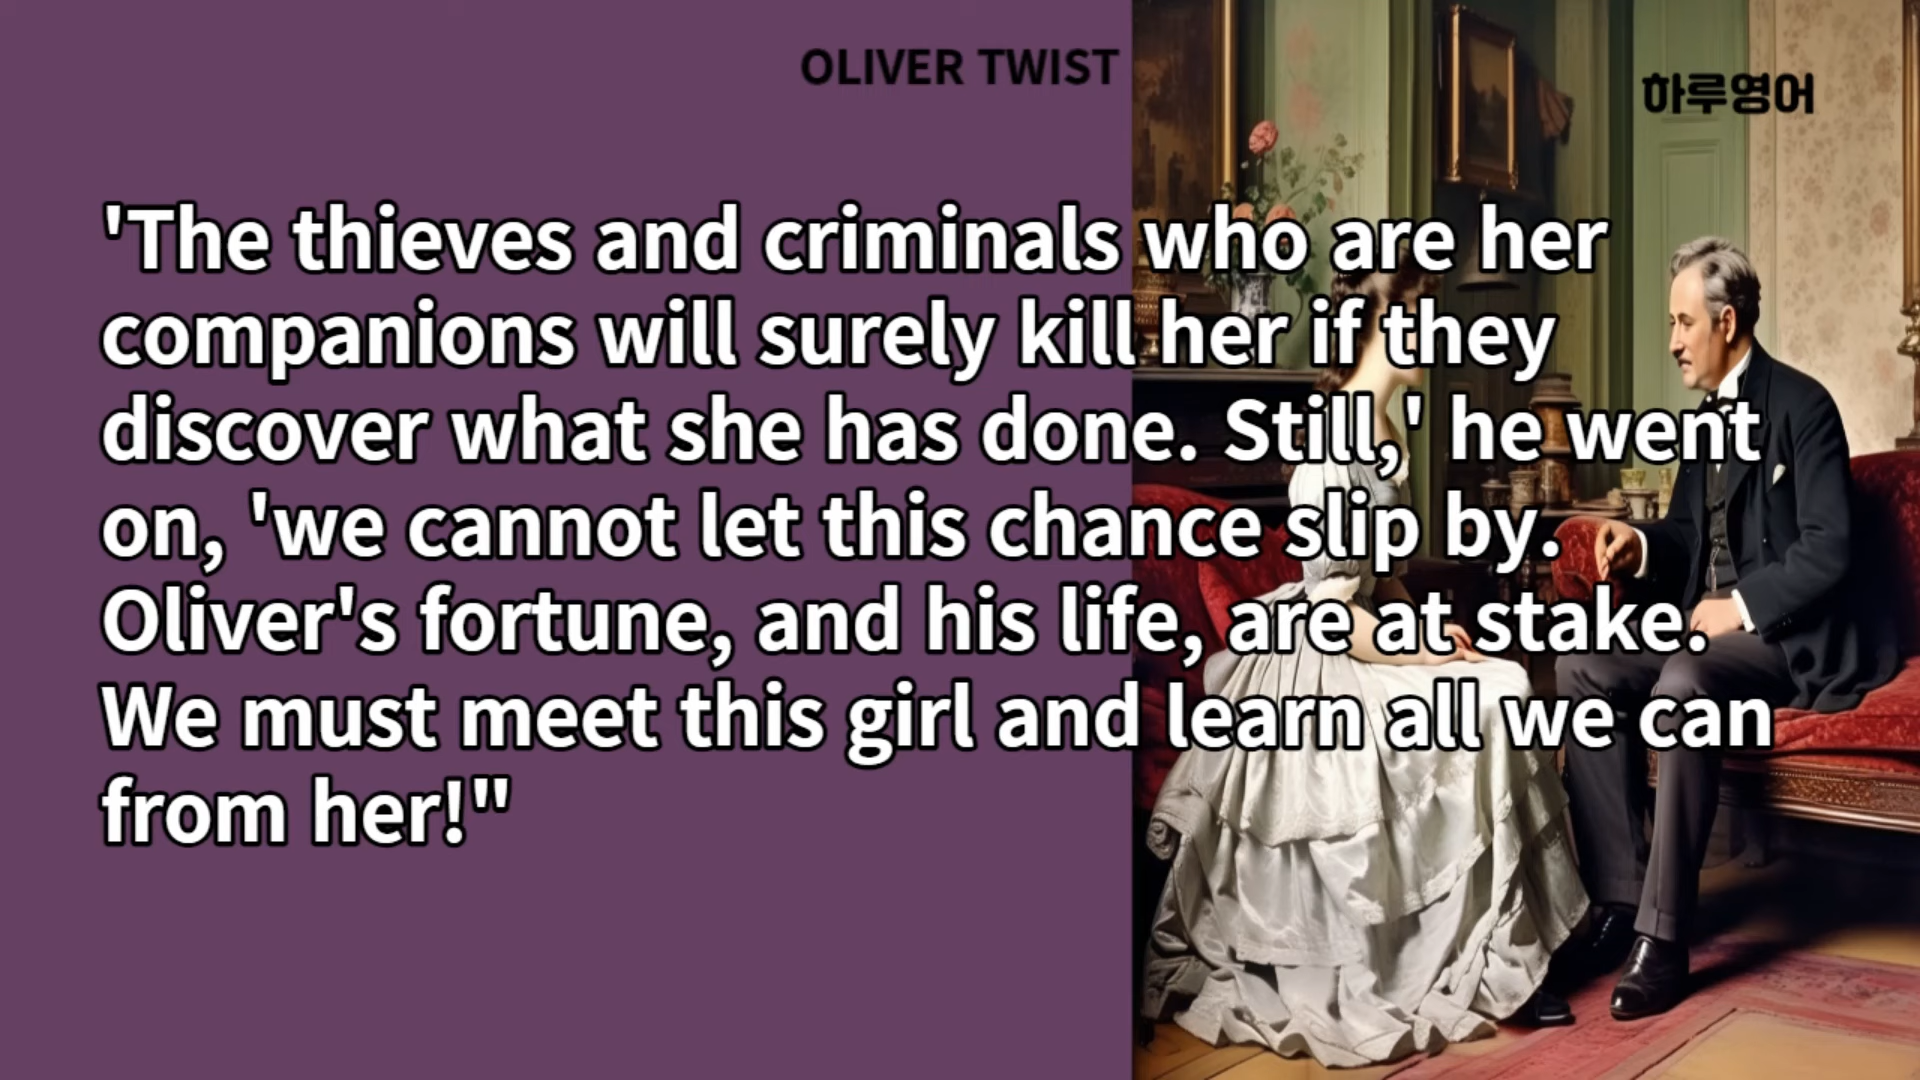 OLIVER TWIST
하루영어
'The thieves and criminals who are her
companions will surely kill her if they
discover what she has done. Still,' he went
on, 'we cannot let this chance slip by.
Oliver's fortune, and his life, are at stake.
We must meet this girl and learn all we can
from her!"